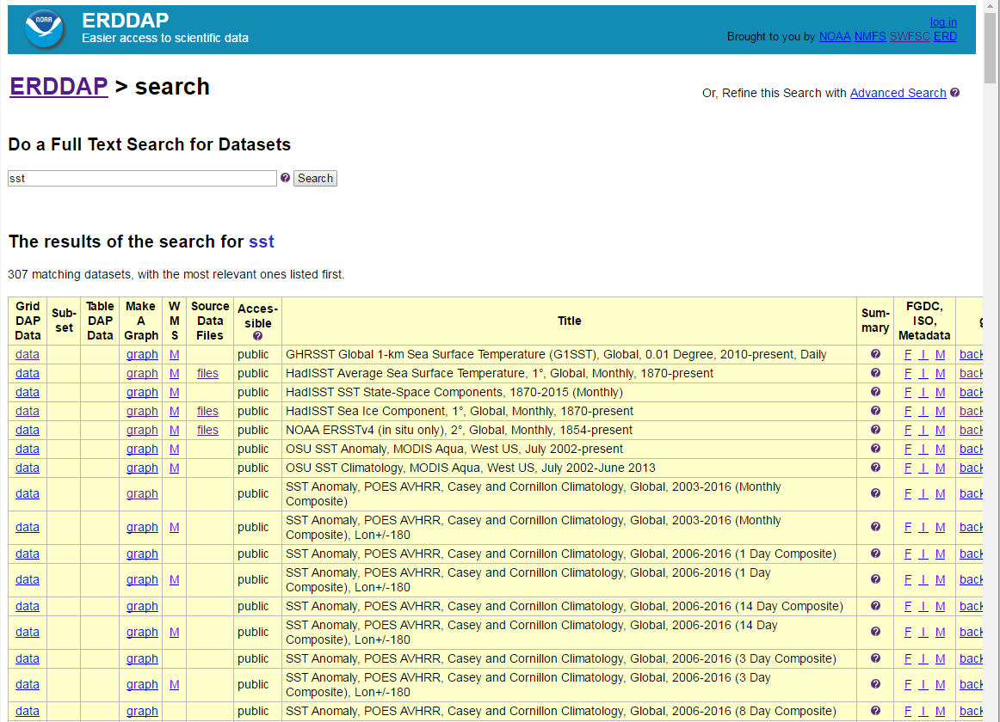 NOAA
ERDDAP
Easier access to scientific data
log in
Brought to you by NOAA NMFS SWFSC ERD
ERDDAP > search
Or, Refine this Search with Advanced Search ?
Do a Full Text Search for Datasets
sst ? Search
The results of the search for sst
307 matching datasets, with the most relevant ones listed first.
Grid DAP Data Sub-set Table DAP Data Make A Graph W M S Source Data Files Acces-sible ? Title Sum-mary FGDC, ISO, Metadata
data graph M public GHRSST Global 1-km Sea Surface Temperature (G1SST), Global, 0.01 Degree, 2010-present, Daily ? F I M back
data graph M files public HadISST Average Sea Surface Temperature, 1°, Global, Monthly, 1870-present ? F I M back
data graph M public HadISST SST State-Space Components, 1870-2015 (Monthly) ? F I M back
data graph M files public HadISST Sea Ice Component, 1°, Global, Monthly, 1870-present ? F I M back
data graph M files public NOAA ERSSTv4 (in situ only), 2°, Global, Monthly, 1854-present ? F I M back
data graph M public OSU SST Anomaly, MODIS Aqua, West US, July 2002-present ? F I M back
data graph M public OSU SST Climatology, MODIS Aqua, West US, July 2002-June 2013 ? F I M back
data graph public SST Anomaly, POES AVHRR, Casey and Cornillon Climatology, Global, 2003-2016 (Monthly ? F I M back
Composite)
data graph M public SST Anomaly, POES AVHRR, Casey and Cornillon Climatology, Global, 2003-2016 (Monthly ? F I M back
Composite), Lon+/-180
data graph public SST Anomaly, POES AVHRR, Casey and Cornillon Climatology, Global, 2006-2016 (1 Day Composite) ? F I M back
data graph M public SST Anomaly, POES AVHRR, Casey and Cornillon Climatology, Global, 2006-2016 (1 Day ? F I M back
Composite), Lon+/-180
data graph public SST Anomaly, POES AVHRR, Casey and Cornillon Climatology, Global, 2006-2016 (14 Day Composite) ? F I M back
data graph M public SST Anomaly, POES AVHRR, Casey and Cornillon Climatology, Global, 2006-2016 (14 Day ? F I M back
Composite), Lon+/-180
data graph public SST Anomaly, POES AVHRR, Casey and Cornillon Climatology, Global, 2006-2016 (3 Day Composite) ? F I M back
data graph M public SST Anomaly, POES AVHRR, Casey and Cornillon Climatology, Global, 2006-2016 (3 Day ? F I M back
Composite), Lon+/-180
data graph public SST Anomaly, POES AVHRR, Casey and Cornillon Climatology, Global, 2006-2016 (8 Day Composite) ? F I M back